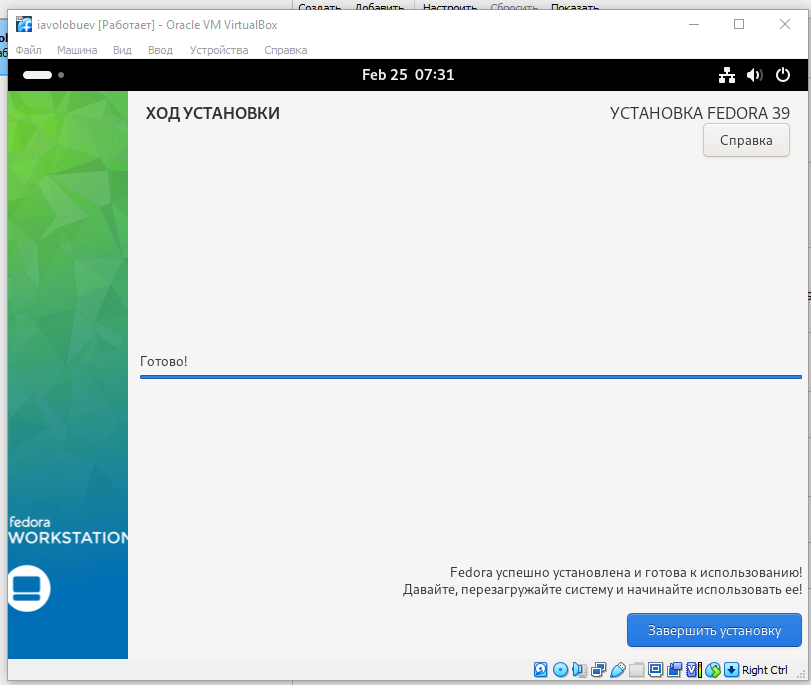 Создать Добавить Настроить Сбросить Показать
iavolobuev [Работает] - Oracle VM VirtualBox
Файл Машина Вид Ввод Устройства Справка
Feb 25 07:31
ХОД УСТАНОВКИ
УСТАНОВКА FEDORA 39
Справка
Готово!
fedora
WORKSTATION
Fedora успешно установлена и готова к использованию!
Давайте, перезагружайте систему и начинайте использовать ее!
Завершить установку
Right Ctrl